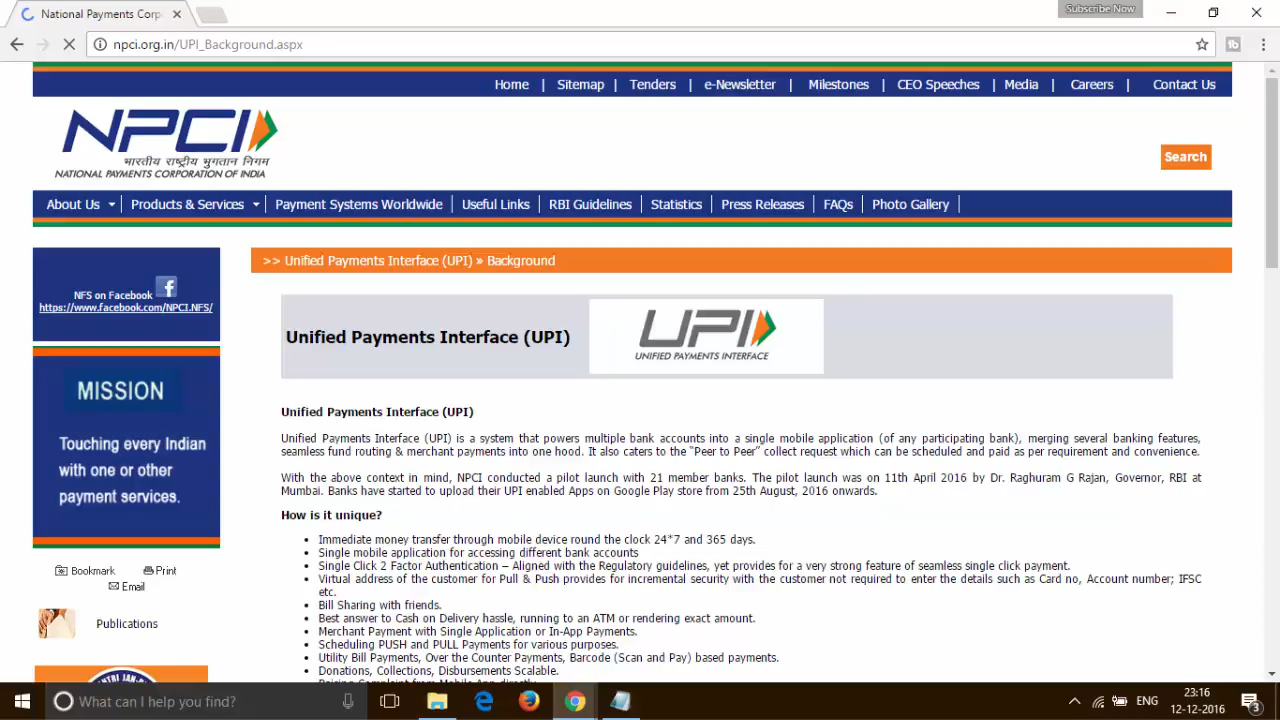 National Payments Corp
Subscribe Now
npci.org.in/UPI_Background.aspx
Home | Sitemap | Tenders | e-Newsletter | Milestones | CEO Speeches | Media | Careers | Contact Us
NPCI
भारतीय राष्ट्रीय भुगतान निगम
NATIONAL PAYMENTS CORPORATION OF INDIA
Search
About Us | Products & Services | Payment Systems Worldwide | Useful Links | RBI Guidelines | Statistics | Press Releases | FAQs | Photo Gallery |
NFS on Facebook
https://www.facebook.com/NPCI.NFS/
MISSION
Touching every Indian
with one or other
payment services.
Bookmark Print
Email
Publications
>> Unified Payments Interface (UPI) » Background
Unified Payments Interface (UPI)
UPI
UNIFIED PAYMENTS INTERFACE
Unified Payments Interface (UPI)
Unified Payments Interface (UPI) is a system that powers multiple bank accounts into a single mobile application (of any participating bank), merging several banking features,
seamless fund routing & merchant payments into one hood. It also caters to the "Peer to Peer" collect request which can be scheduled and paid as per requirement and convenience.
With the above context in mind, NPCI conducted a pilot launch with 21 member banks. The pilot launch was on 11th April 2016 by Dr. Raghuram G Rajan, Governor, RBI at
Mumbai. Banks have started to upload their UPI enabled Apps on Google Play store from 25th August, 2016 onwards.
How is it unique?
• Immediate money transfer through mobile device round the clock 24*7 and 365 days.
• Single mobile application for accessing different bank accounts
• Single Click 2 Factor Authentication – Aligned with the Regulatory guidelines, yet provides for a very strong feature of seamless single click payment.
• Virtual address of the customer for Pull & Push provides for incremental security with the customer not required to enter the details such as Card no, Account number; IFSC
etc.
• Bill Sharing with friends.
• Best answer to Cash on Delivery hassle, running to an ATM or rendering exact amount.
• Merchant Payment with Single Application or In-App Payments.
• Scheduling PUSH and PULL Payments for various purposes.
• Utility Bill Payments, Over the Counter Payments, Barcode (Scan and Pay) based payments.
• Donations, Collections, Disbursements Scalable.
What can I help you find?
ENG
23:16
12-12-2016
3